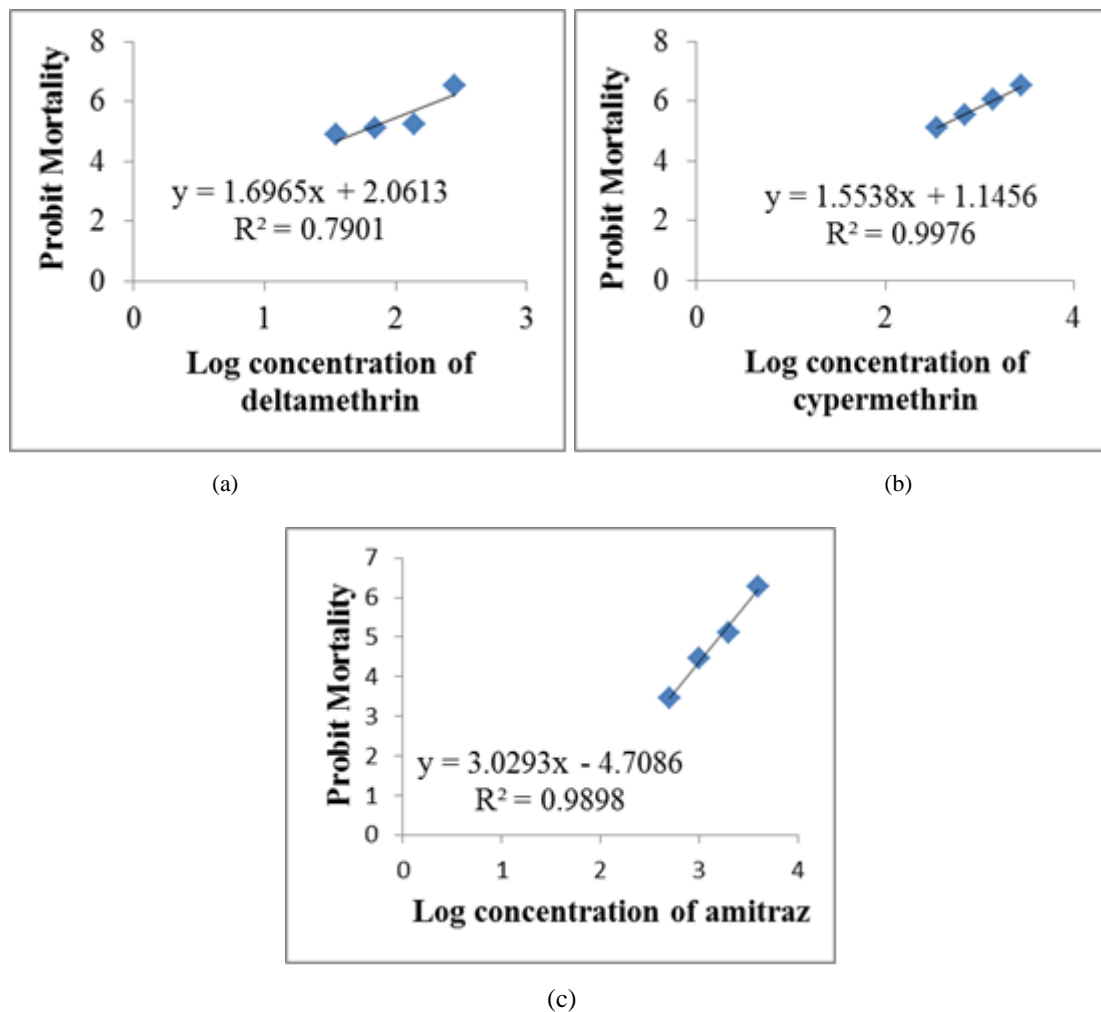 8
6
4
2
0
Probit Mortality
y = 1.6965x + 2.0613
R² = 0.7901
0
1
2
3
Log concentration of
deltamethrin
(a)
8
6
4
2
0
Probit Mortality
y = 1.5538x + 1.1456
R² = 0.9976
0
2
4
Log concentration of
cypermethrin
(b)
7
6
5
4
3
2
1
0
Probit Mortality
y = 3.0293x - 4.7086
R² = 0.9898
0
1
2
3
4
Log concentration of amitraz
(c)